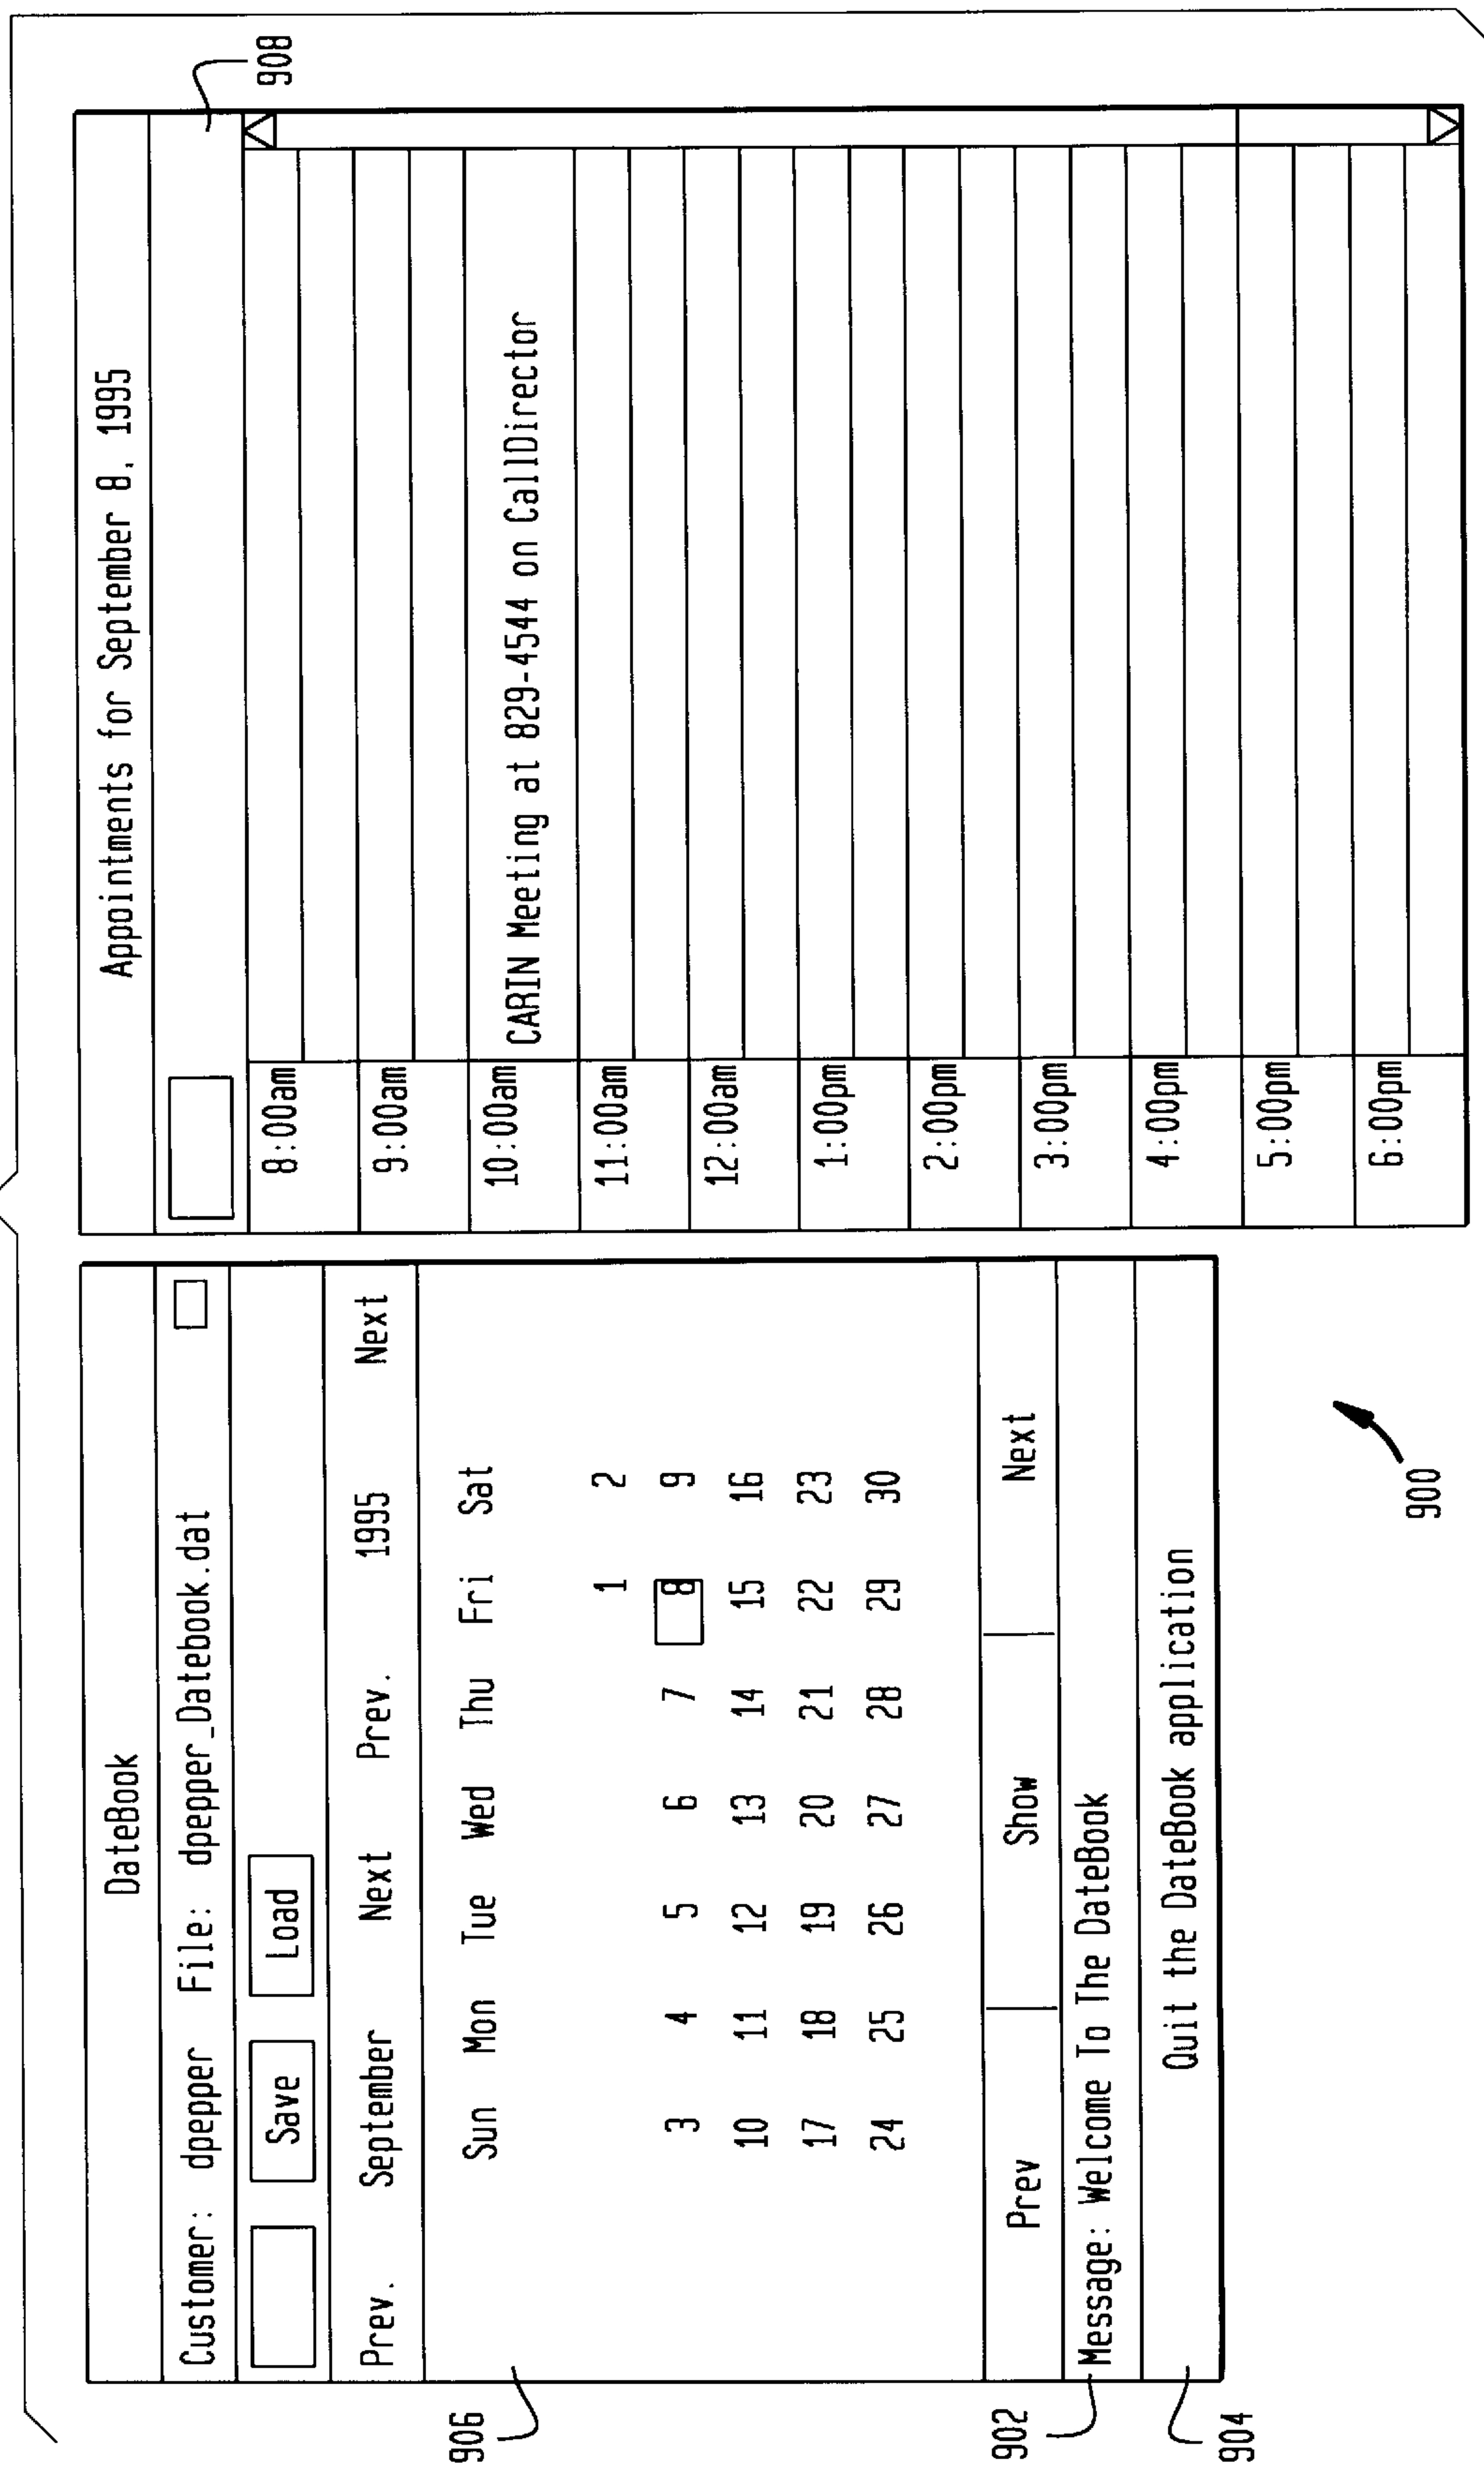 DateBook
Customer: dpepper File: dpepper_Datebook.dat
Save Load
Prev. September Next Prev. 1995 Next
Sun Mon Tue Wed Thu Fri Sat
1 2
3 4 5 6 7 8 9
10 11 12 13 14 15 16
17 18 19 20 21 22 23
24 25 26 27 28 29 30
Prev Show Next
Message: Welcome To The DateBook
Quit the DateBook application
906
902
904
Appointments for September 8, 1995
908
8:00am
9:00am
10:00am CARIN Meeting at 829-4544 on CallDirector
11:00am
12:00am
1:00pm
2:00pm
3:00pm
4:00pm
5:00pm
6:00pm
900